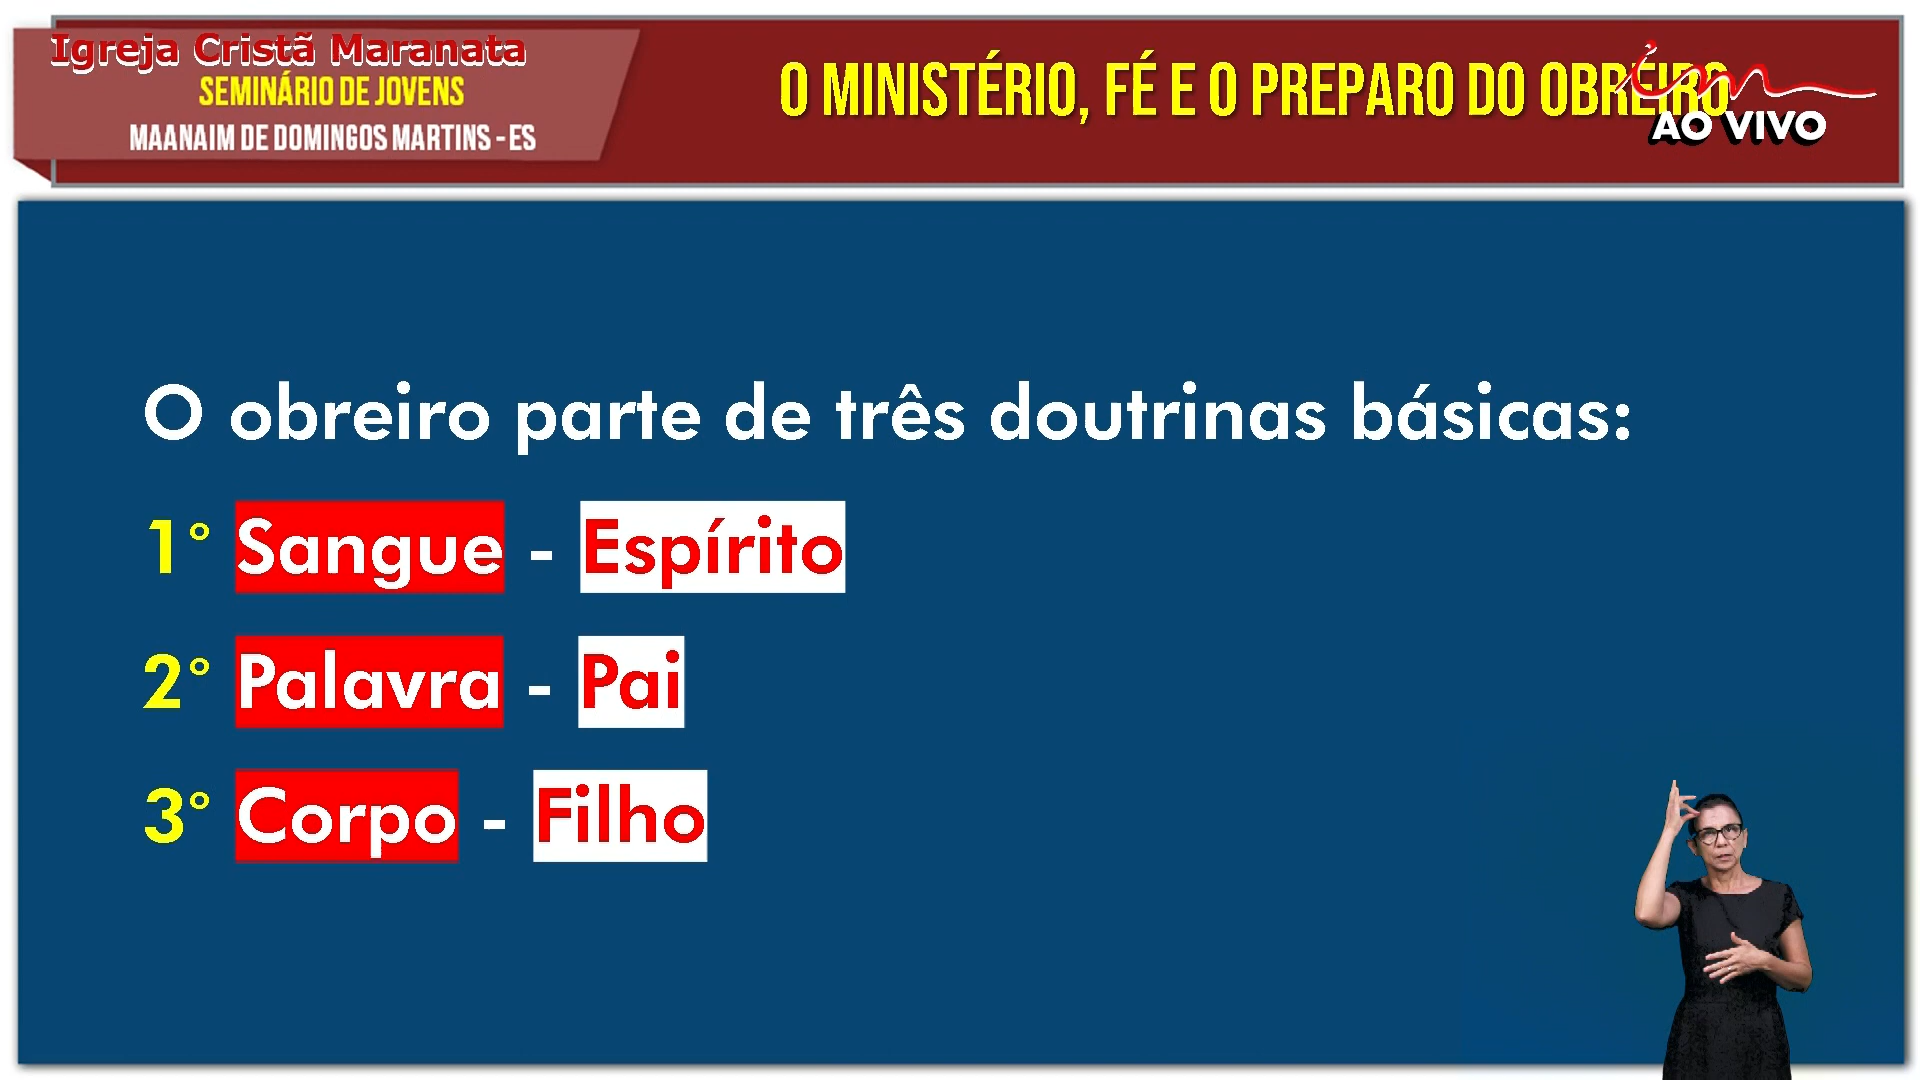 Igreja Cristã Maranata
SEMINÁRIO DE JOVENS
MAANAIM DE DOMINGOS MARTINS - ES
O MINISTÉRIO, FÉ E O PREPARO DO OBREIRO
im
AO VIVO
O obreiro parte de três doutrinas básicas:
1° Sangue - Espírito
2° Palavra - Pai
3° Corpo - Filho